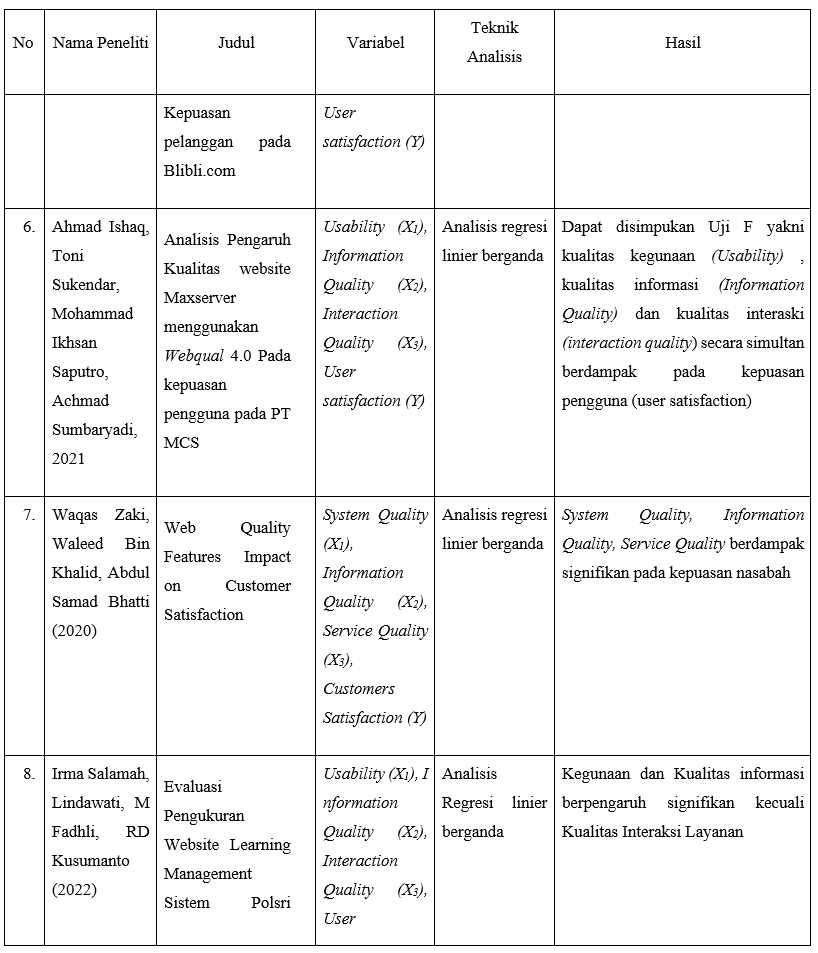 No
Nama Peneliti
Judul
Variabel
Teknik
Analisis
Hasil
Kepuasan
pelanggan pada
Blibli.com
User
satisfaction (Y)
6.
Ahmad Ishaq,
Toni
Sukendar,
Mohammad
Ikhsan
Saputro,
Achmad
Sumbaryadi,
2021
Analisis Pengaruh
Kualitas website
Maxserver
menggunakan
Webqual 4.0 Pada
kepuasan
pengguna pada PT
MCS
Usability (X1),
Information
Quality (X2),
Interaction
Quality (X3),
User
satisfaction (Y)
Analisis regresi
linier berganda
Dapat disimpukan Uji F yakni
kualitas kegunaan (Usability) ,
kualitas informasi (Information
Quality) dan kualitas interaski
(interaction quality) secara simultan
berdampak pada kepuasan
pengguna (user satisfaction)
7.
Waqas Zaki,
Waleed Bin
Khalid, Abdul
Samad Bhatti
(2020)
Web Quality
Features Impact
on Customer
Satisfaction
System Quality
(X1),
Information
Quality (X2),
Service Quality
(X3),
Customers
Satisfaction (Y)
Analisis regresi
linier berganda
System Quality, Information
Quality, Service Quality berdampak
signifikan pada kepuasan nasabah
8.
Irma Salamah,
Lindawati, M
Fadhli, RD
Kusumanto
(2022)
Evaluasi
Pengukuran
Website Learning
Management
Sistem Polsri
Usability (X1), I
nformation
Quality (X2),
Interaction
Quality (X3),
User
Analisis
Regresi linier
berganda
Kegunaan dan Kualitas informasi
berpengaruh signifikan kecuali
Kualitas Interaksi Layanan